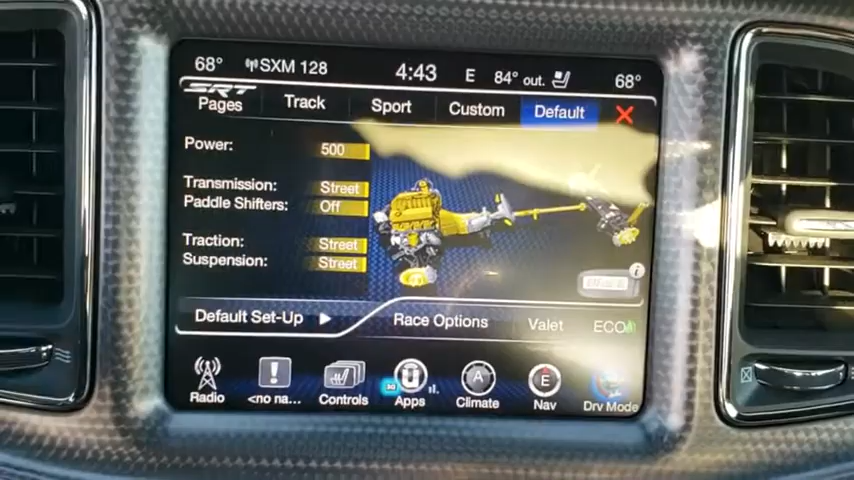 68° SXM 128 4:43 E 84° out. 68°
SRT
Pages Track Sport Custom Default X
Power: 500
Transmission: Street
Paddle Shifters: Off
Traction: Street
Suspension: Street
i
Default Set-Up Race Options Valet ECO
Radio <no na... Controls Apps Climate Nav Drv Mode
! 3G U A E